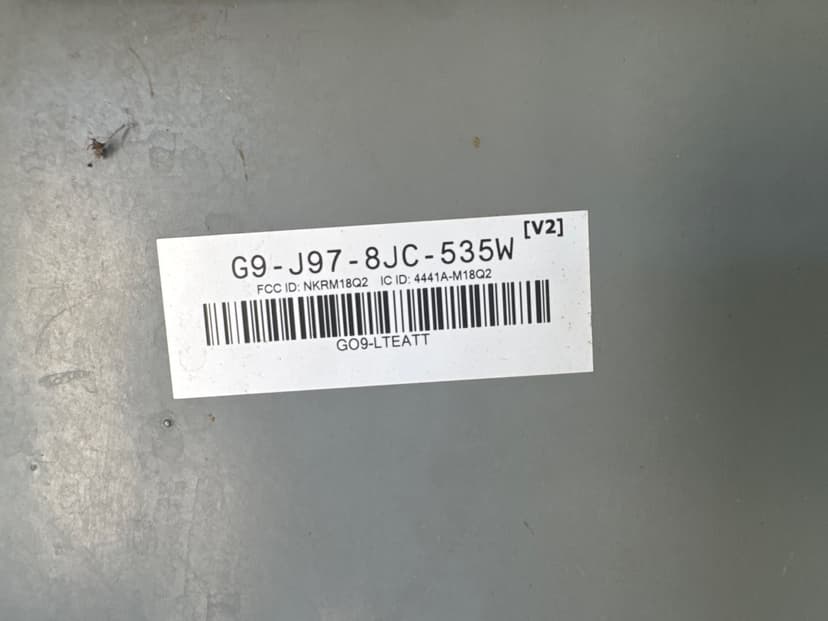 [V2]
G9-J97-8JC-535W
FCC ID: NKRM18Q2 IC ID: 4441A-M18Q2
GO9-LTEATT